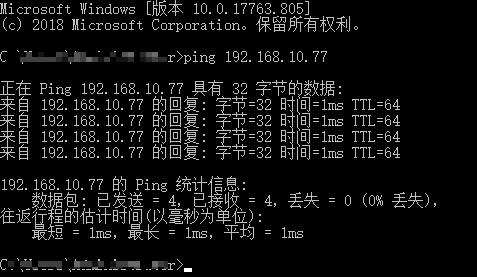 Microsoft Windows [版本 10.0.17763.805]
(c) 2018 Microsoft Corporation。保留所有权利。
C:\er>ping 192.168.10.77
正在 Ping 192.168.10.77 具有 32 字节的数据:
来自 192.168.10.77 的回复: 字节=32 时间=1ms TTL=64
来自 192.168.10.77 的回复: 字节=32 时间=1ms TTL=64
来自 192.168.10.77 的回复: 字节=32 时间=1ms TTL=64
来自 192.168.10.77 的回复: 字节=32 时间=1ms TTL=64
192.168.10.77 的 Ping 统计信息:
数据包: 已发送 = 4，已接收 = 4，丢失 = 0 (0% 丢失)，
往返行程的估计时间(以毫秒为单位):
最短 = 1ms，最长 = 1ms，平均 = 1ms